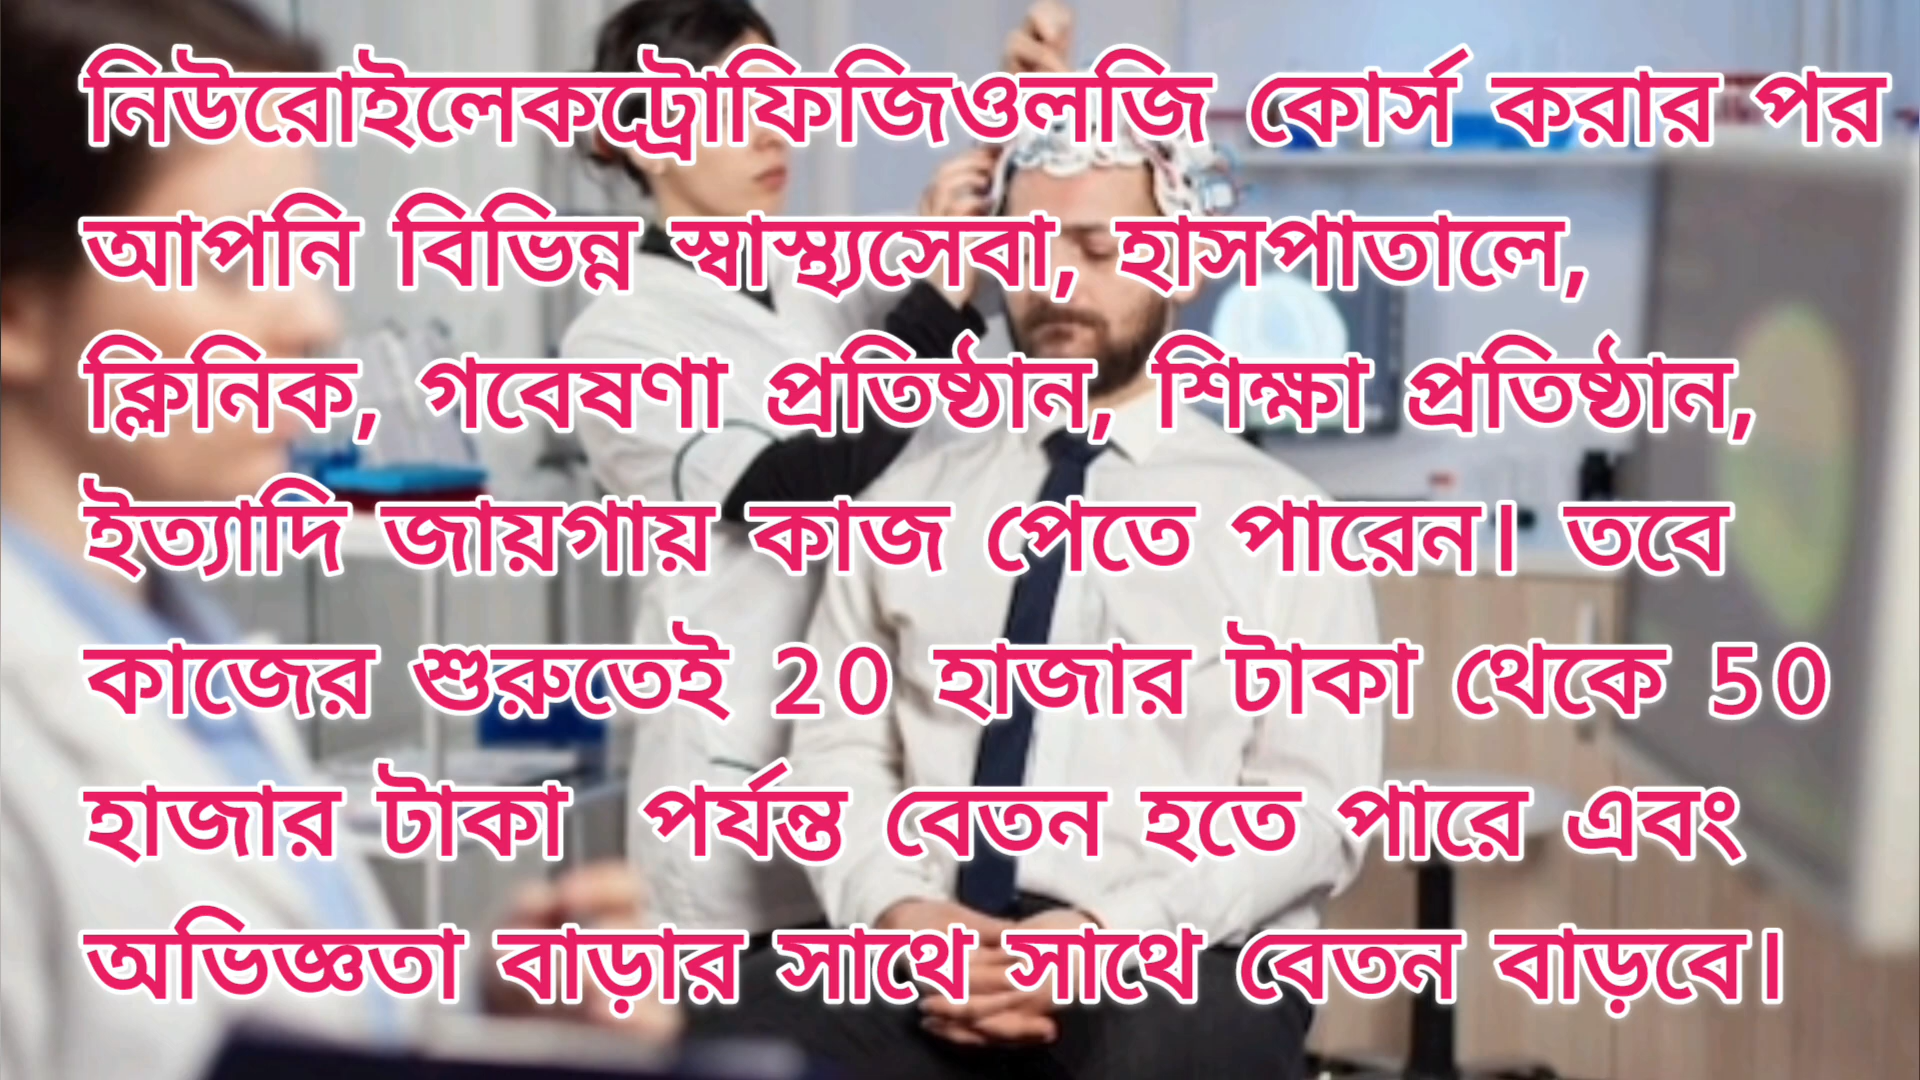 নিউরোইলেকট্রোফিজিওলজি কোর্স করার পর
আপনি বিভিন্ন স্বাস্থ্যসেবা, হাসপাতালে,
ক্লিনিক, গবেষণা প্রতিষ্ঠান, শিক্ষা প্রতিষ্ঠান,
ইত্যাদি জায়গায় কাজ পেতে পারেন। তবে
কাজের শুরুতেই 20 হাজার টাকা থেকে 50
হাজার টাকা পর্যন্ত বেতন হতে পারে এবং
অভিজ্ঞতা বাড়ার সাথে সাথে বেতন বাড়বে।